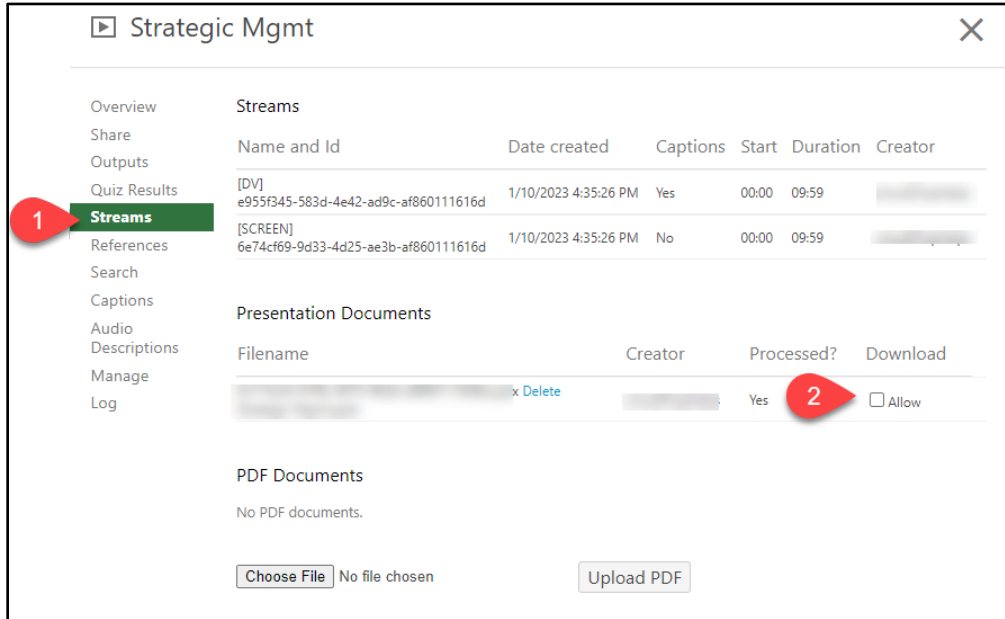 Strategic Mgmt
Overview
Share
Outputs
Quiz Results
1
Streams
References
Search
Captions
Audio
Descriptions
Manage
Log
Streams
Name and Id Date created Captions Start Duration Creator
[DV]
e955f345-583d-4e42-ad9c-af860111616d 1/10/2023 4:35:26 PM Yes 00:00 09:59
[SCREEN]
6e74cf69-9d33-4d25-ae3b-af860111616d 1/10/2023 4:35:26 PM No 00:00 09:59
Presentation Documents
Filename Creator Processed? Download
x Delete Yes 2 Allow
PDF Documents
No PDF documents.
Choose File No file chosen Upload PDF